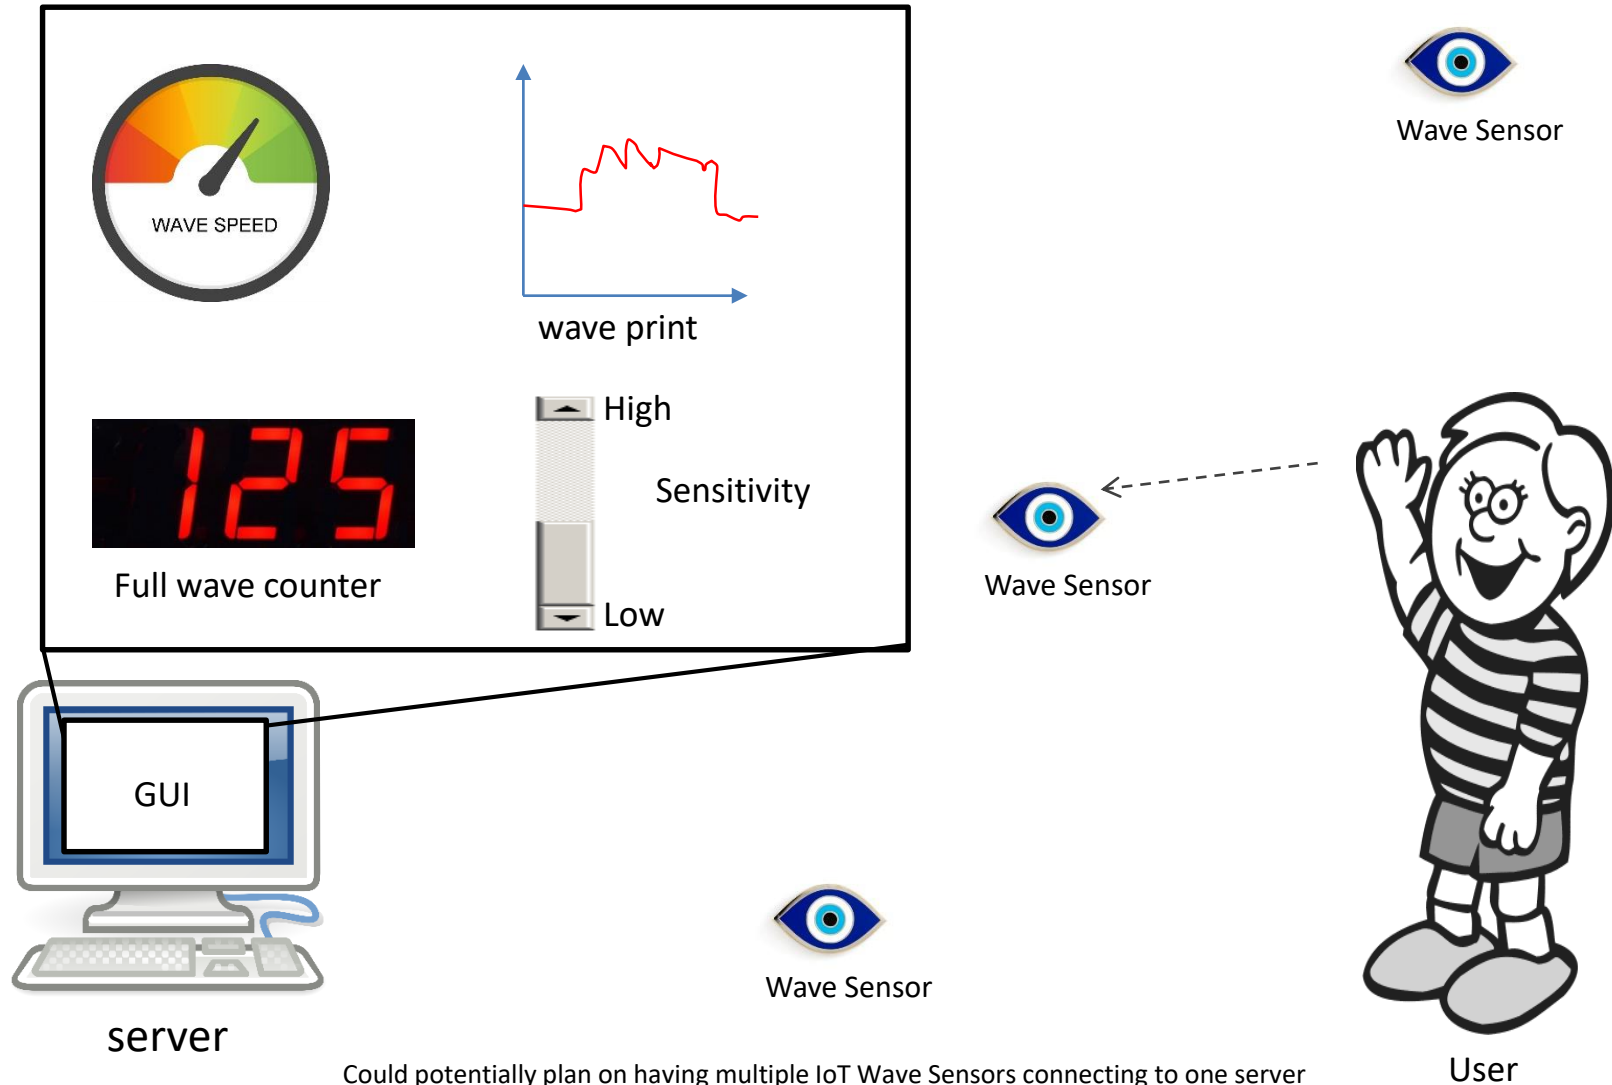 WAVE SPEED
wave print
125
Full wave counter
High
Sensitivity
Low
Wave Sensor
Wave Sensor
GUI
Wave Sensor
server
User
Could potentially plan on having multiple IoT Wave Sensors connecting to one server